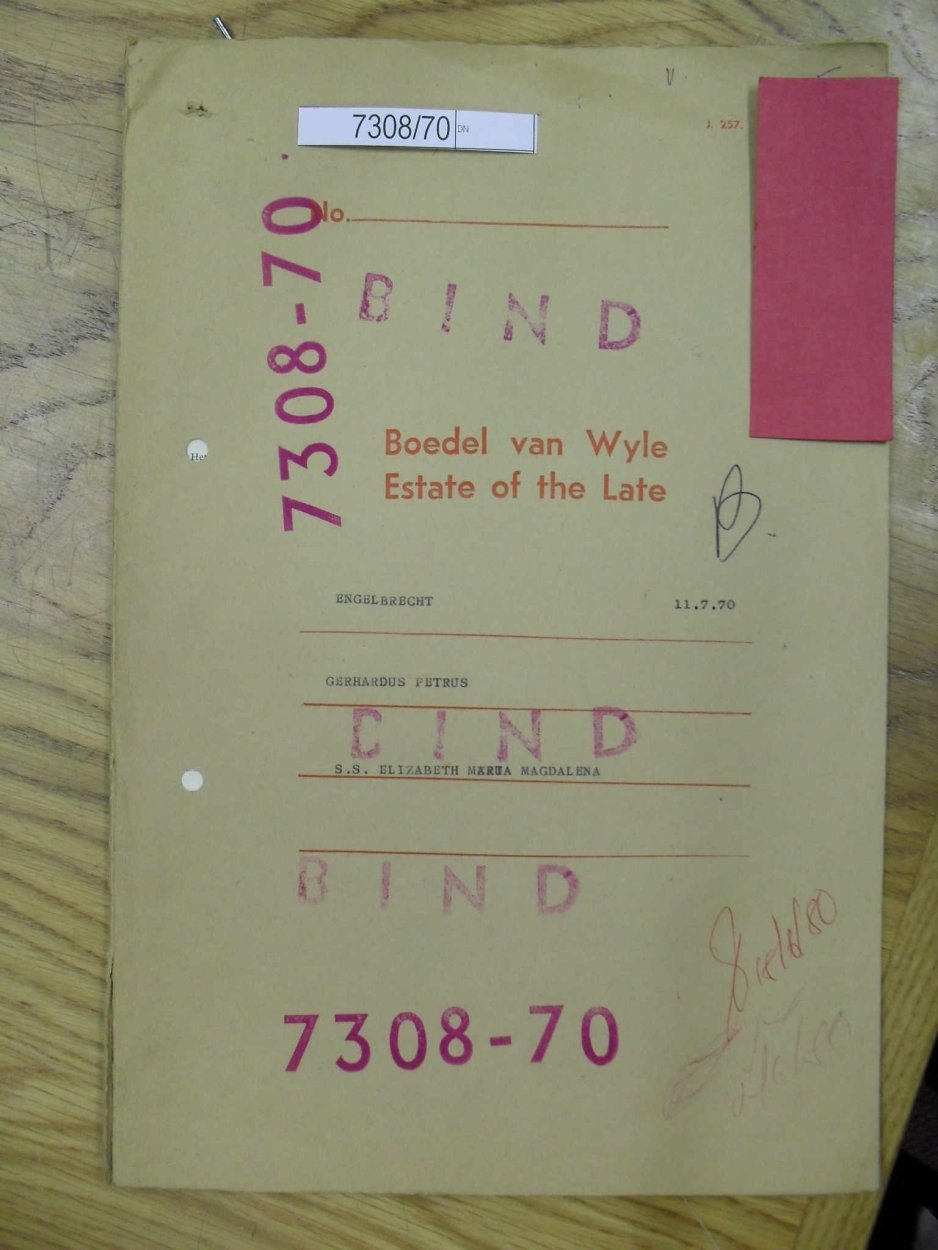 7308/70 DN
J. 257.
No.
7308-70
BIND
Boedel van Wyle
Estate of the Late
ENGELBRECHT 11.7.70
GERHARDUS PETRUS
BIND
S.S. ELIZABETH MARIA MAGDALENA
BIND
7308-70